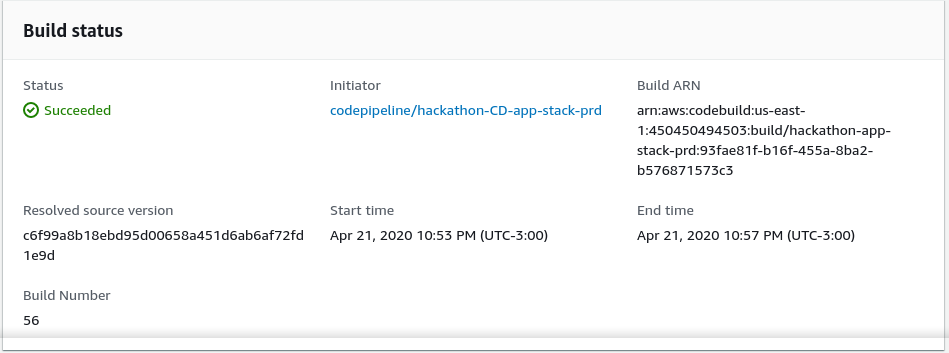 Build status
Status
Succeeded
Initiator
codepipeline/hackathon-CD-app-stack-prd
Build ARN
arn:aws:codebuild:us-east-
1:450450494503:build/hackathon-app-
stack-prd:93fae81f-b16f-455a-8ba2-
b576871573c3
Resolved source version
c6f99a8b18ebd95d00658a451d6ab6af72fd
1e9d
Start time
Apr 21, 2020 10:53 PM (UTC-3:00)
End time
Apr 21, 2020 10:57 PM (UTC-3:00)
Build Number
56